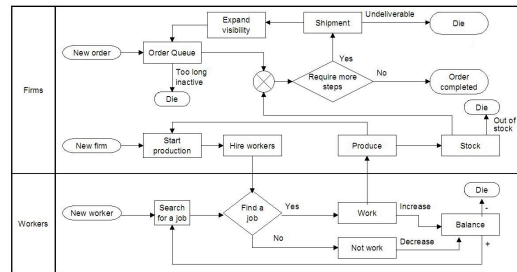 Firms
Expand
visibility
Shipment
Undeliverable
Die
New order
Order Queue
Too long
inactive
Die
Yes
Require more
steps
No
Order
completed
Die
Out of
stock
New firm
Start
production
Hire workers
Produce
Stock
Workers
New worker
Search
for a job
Find a
job
Yes
Work
Increase
Die
-
Balance
+
No
Not work
Decrease